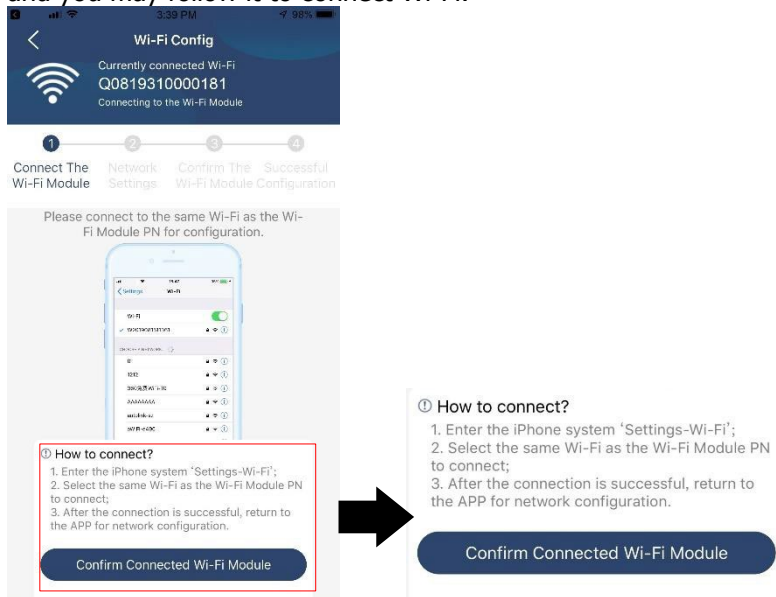 and you may follow it to connect Wi-Fi.
3:39 PM
98%
Wi-Fi Config
Currently connected Wi-Fi
Q0819310000181
Connecting to the Wi-Fi Module
1
2
3
4
Connect The
Wi-Fi Module
Network
Settings
Confirm The
Wi-Fi Module
Successful
Configuration
Please connect to the same Wi-Fi as the Wi-
Fi Module PN for configuration.
Settings
Wi-Fi
Wi-Fi
AAAAAAAA
How to connect?
1. Enter the iPhone system ‘Settings-Wi-Fi’;
2. Select the same Wi-Fi as the Wi-Fi Module PN
to connect;
3. After the connection is successful, return to
the APP for network configuration.
Confirm Connected Wi-Fi Module
How to connect?
1. Enter the iPhone system ‘Settings-Wi-Fi’;
2. Select the same Wi-Fi as the Wi-Fi Module PN
to connect;
3. After the connection is successful, return to
the APP for network configuration.
Confirm Connected Wi-Fi Module